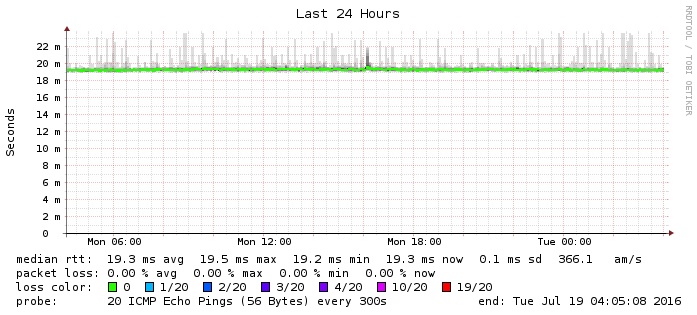 Last 24 Hours
RRDTOOL / TOBI OETIKER
Seconds
22 m
20 m
18 m
16 m
14 m
12 m
10 m
8 m
6 m
4 m
2 m
0
Mon 06:00 Mon 12:00 Mon 18:00 Tue 00:00
median rtt: 19.3 ms avg 19.5 ms max 19.2 ms min 19.3 ms now 0.1 ms sd 366.1 am/s
packet loss: 0.00 % avg 0.00 % max 0.00 % min 0.00 % now
loss color: 0 1/20 2/20 3/20 4/20 10/20 19/20
probe: 20 ICMP Echo Pings (56 Bytes) every 300s end: Tue Jul 19 04:05:08 2016